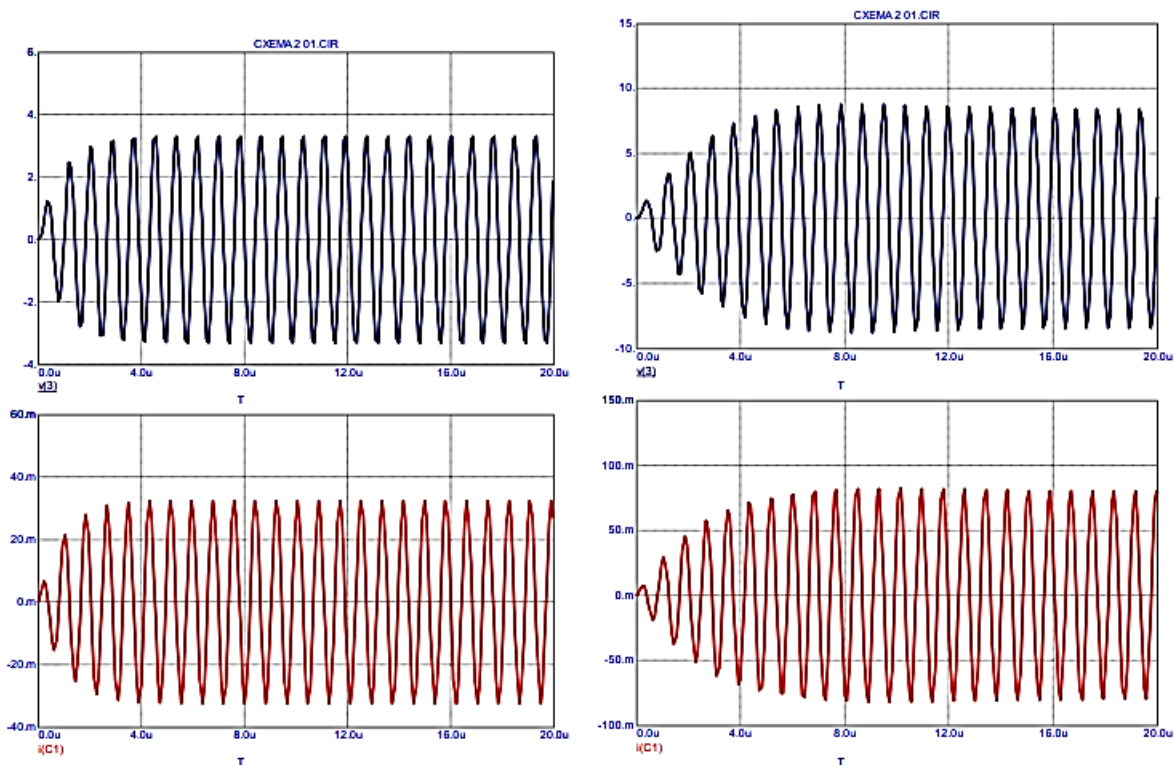 CXEMA2 01.CIR
6.
4.
2.
0.
-2.
-4.
0.0u 4.0u 8.0u 12.0u 16.0u 20.0u
v(3)
T
60.m
40.m
20.m
0.m
-20.m
-40.m
0.0u 4.0u 8.0u 12.0u 16.0u 20.0u
i(C1)
T
CXEMA2 01.CIR
15.
10.
5.
0.
-5.
-10.
0.0u 4.0u 8.0u 12.0u 16.0u 20.0u
v(3)
T
150.m
100.m
50.m
0.m
-50.m
-100.m
0.0u 4.0u 8.0u 12.0u 16.0u 20.0u
i(C1)
T